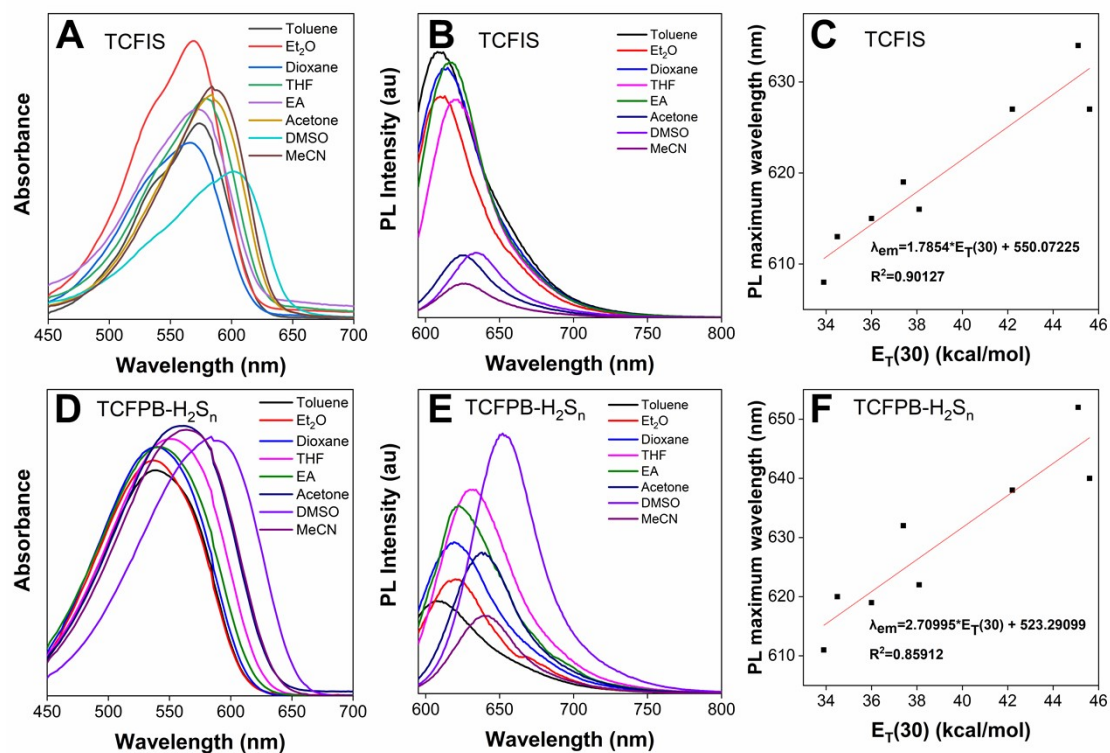 A TCFIS
Toluene
Et₂O
Dioxane
THF
EA
Acetone
DMSO
MeCN
Absorbance
450 500 550 600 650 700
Wavelength (nm)
B TCFIS
Toluene
Et₂O
Dioxane
THF
EA
Acetone
DMSO
MeCN
PL Intensity (au)
600 650 700 750 800
Wavelength (nm)
C TCFIS
PL maximum wavelength (nm)
630
620
610
λem=1.7854*ET(30) + 550.07225
R²=0.90127
34 36 38 40 42 44 46
ET(30) (kcal/mol)
D TCFPB-H₂Sn
Toluene
Et₂O
Dioxane
THF
EA
Acetone
DMSO
MeCN
Absorbance
450 500 550 600 650 700
Wavelength (nm)
E TCFPB-H₂Sn
Toluene
Et₂O
Dioxane
THF
EA
Acetone
DMSO
MeCN
PL Intensity (au)
600 650 700 750 800
Wavelength (nm)
F TCFPB-H₂Sn
PL maximum wavelength (nm)
650
640
630
620
610
λem=2.70995*ET(30) + 523.29099
R²=0.85912
34 36 38 40 42 44 46
ET(30) (kcal/mol)